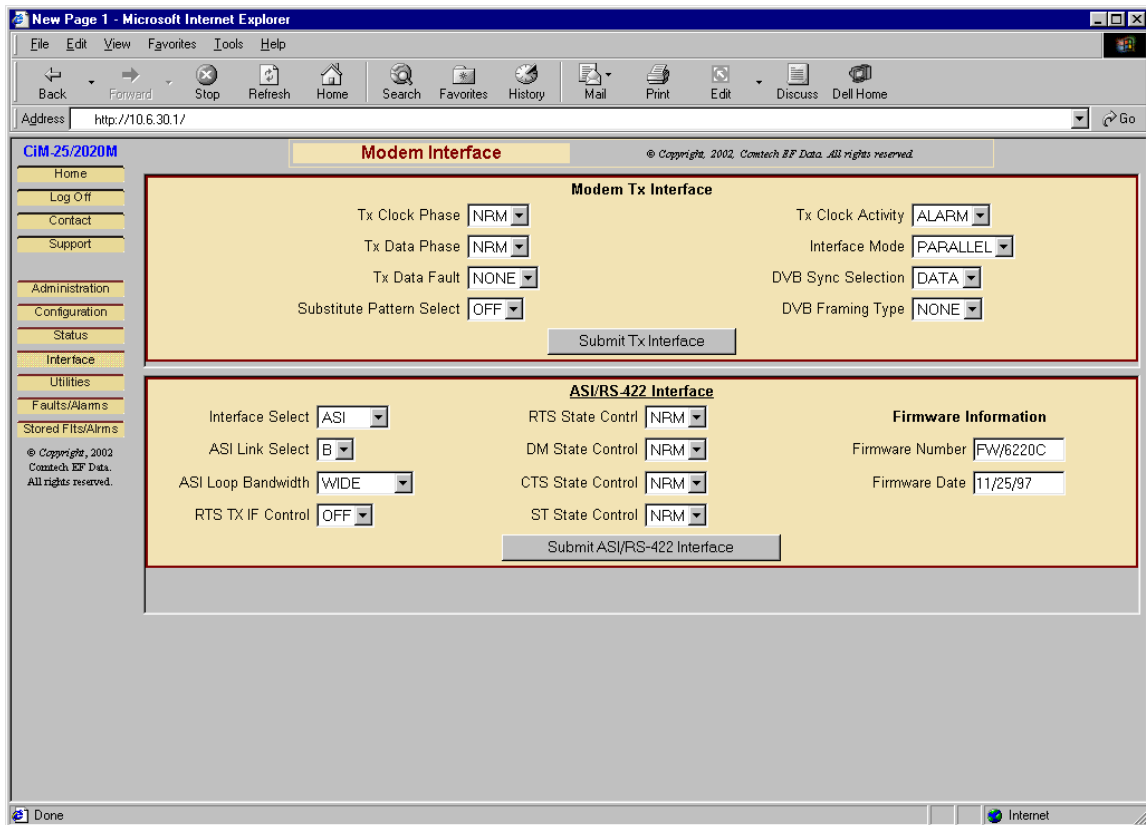 New Page 1 - Microsoft Internet Explorer
File Edit View Favorites Tools Help
Back Forward Stop Refresh Home Search Favorites History Mail Print Edit Discuss Dell Home
Address http://10.6.30.1/ Go
CiM-25/2020M
Home
Log Off
Contact
Support
Administration
Configuration
Status
Interface
Utilities
Faults/Alarms
Stored Flts/Alrms
© Copyright, 2002
Comtech EF Data.
All rights reserved.
Modem Interface © Copyright, 2002, Comtech EF Data. All rights reserved
Modem Tx Interface
Tx Clock Phase NRM Tx Clock Activity ALARM
Tx Data Phase NRM Interface Mode PARALLEL
Tx Data Fault NONE DVB Sync Selection DATA
Substitute Pattern Select OFF DVB Framing Type NONE
Submit Tx Interface
ASI/RS-422 Interface
Interface Select ASI RTS State Contrl NRM Firmware Information
ASI Link Select B DM State Control NRM Firmware Number FW/6220C
ASI Loop Bandwidth WIDE CTS State Control NRM Firmware Date 11/25/97
RTS TX IF Control OFF ST State Control NRM
Submit ASI/RS-422 Interface
Done Internet